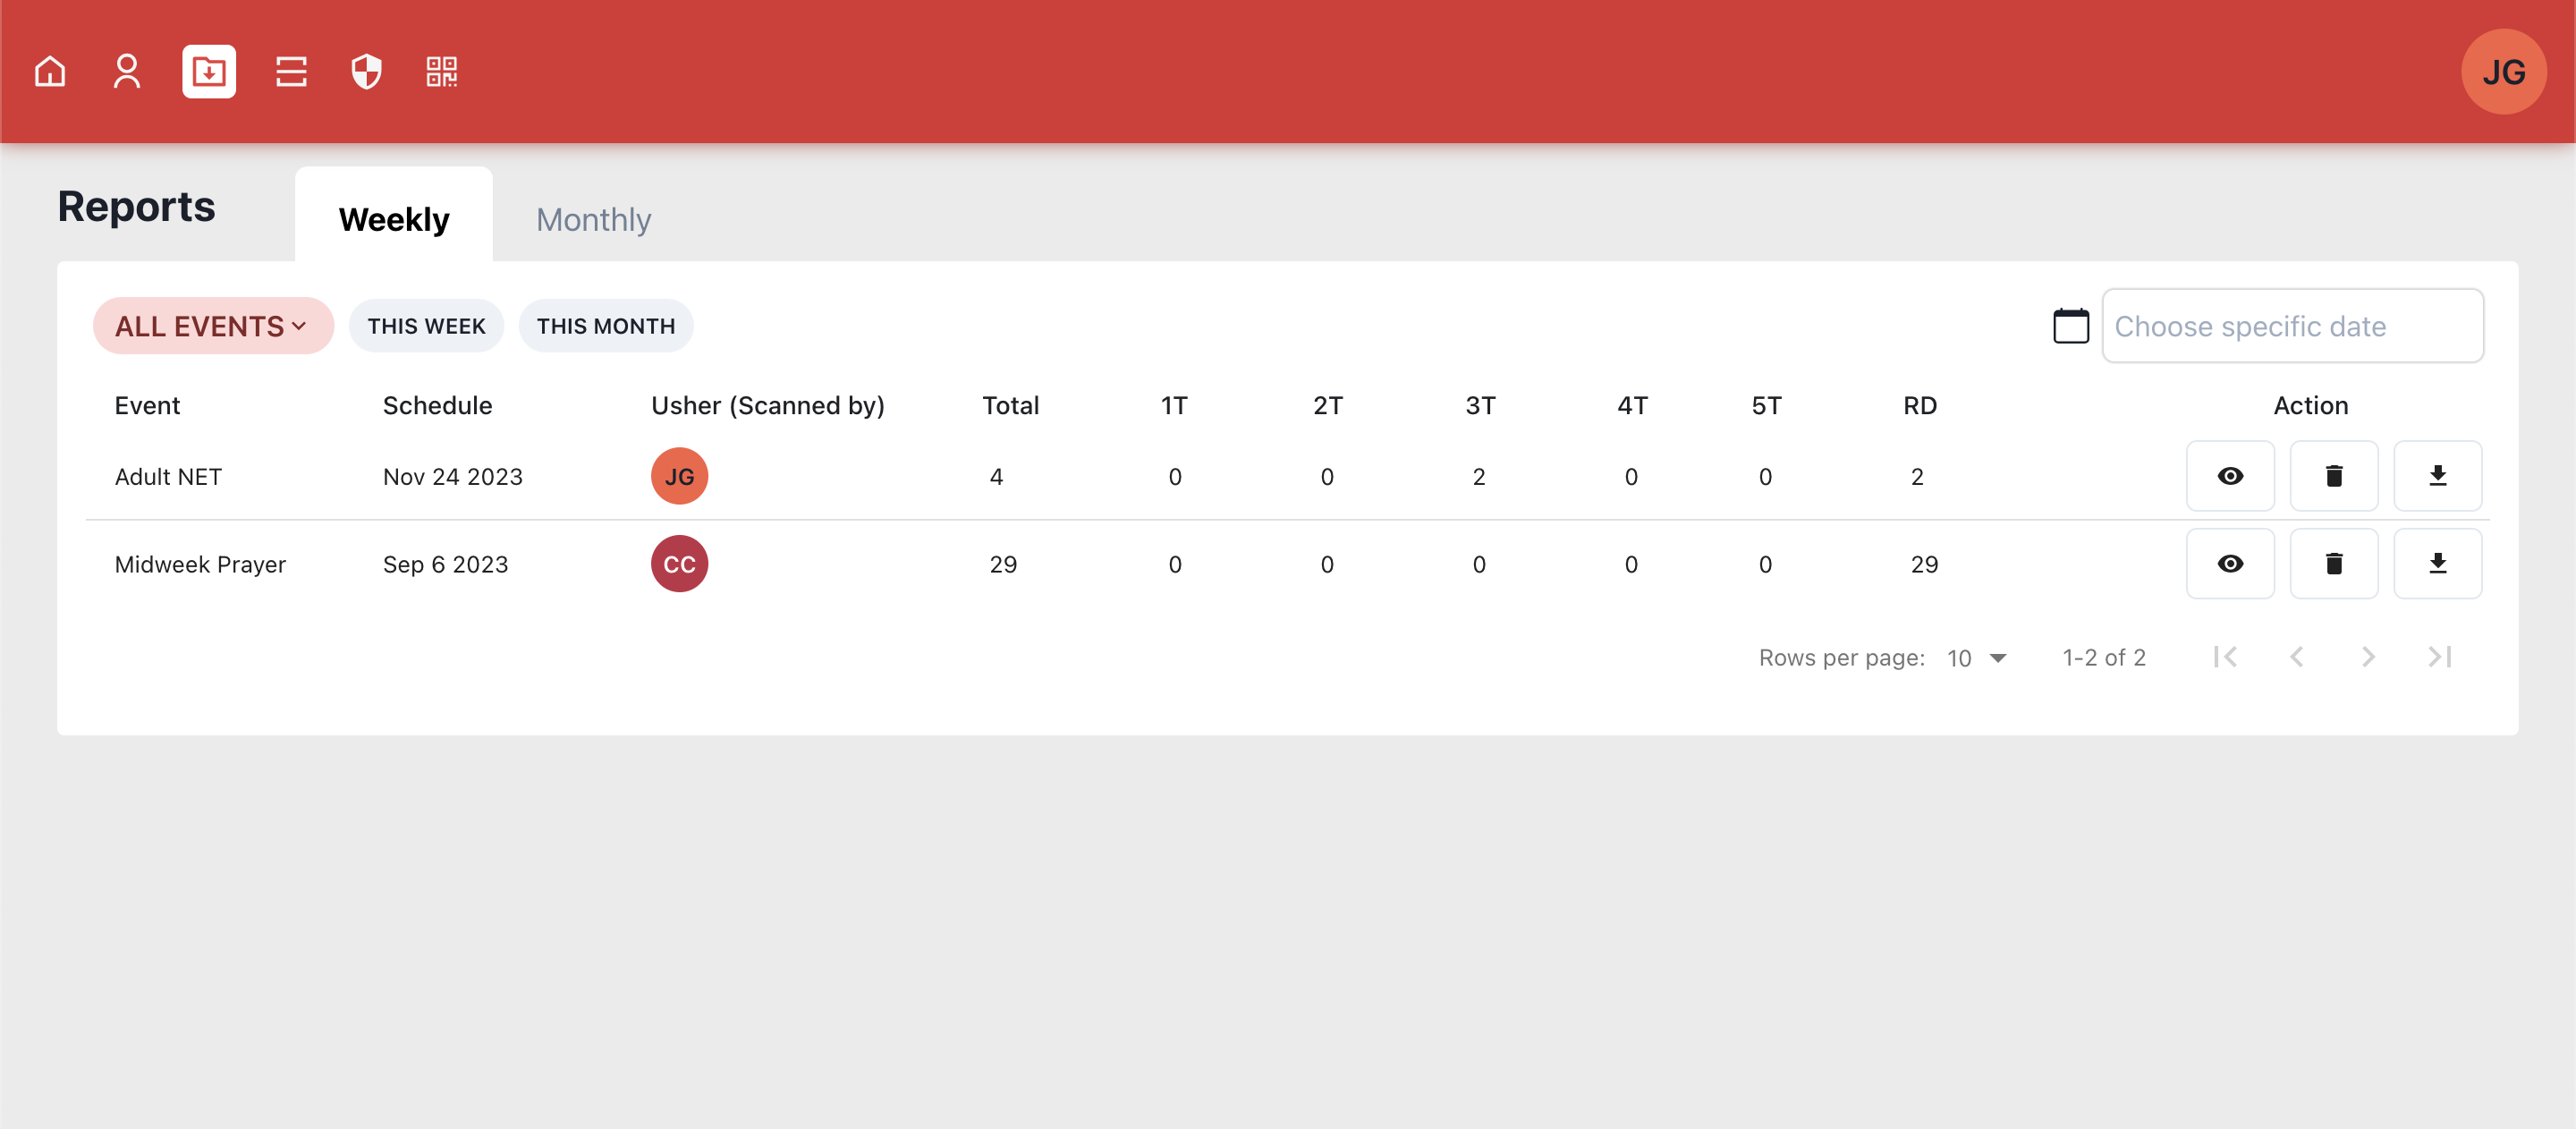 JG
Reports Weekly Monthly
ALL EVENTS THIS WEEK THIS MONTH Choose specific date
Event Schedule Usher (Scanned by) Total 1T 2T 3T 4T 5T RD Action
Adult NET Nov 24 2023 JG 4 0 0 2 0 0 2
Midweek Prayer Sep 6 2023 CC 29 0 0 0 0 0 29
Rows per page: 10 1-2 of 2